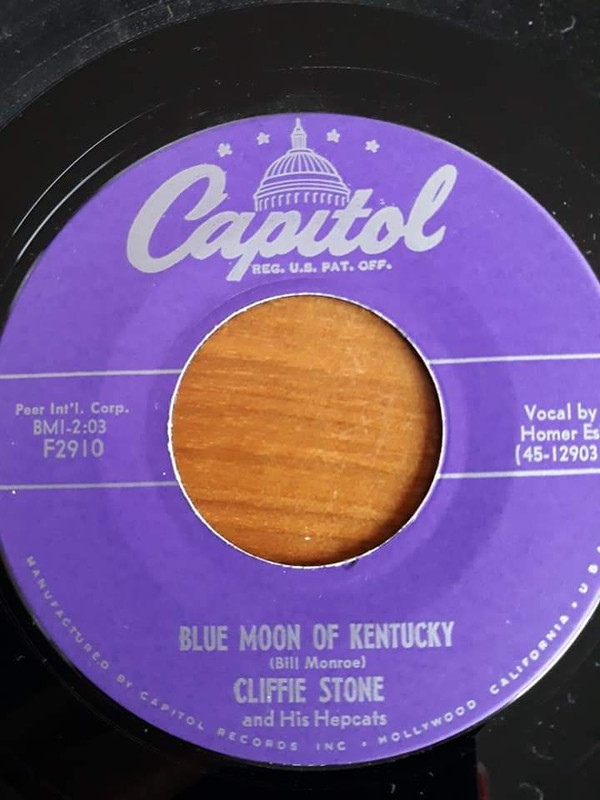 Capitol
REG. U.S. PAT. OFF.
Peer Int'l. Corp.
BMI-2:03
F2910
Vocal by
Homer Es
(45-12903
BLUE MOON OF KENTUCKY
(Bill Monroe)
CLIFFIE STONE
and His Hepcats
MANUFACTURED BY CAPITOL RECORDS INC • HOLLYWOOD CALIFORNIA • U S A